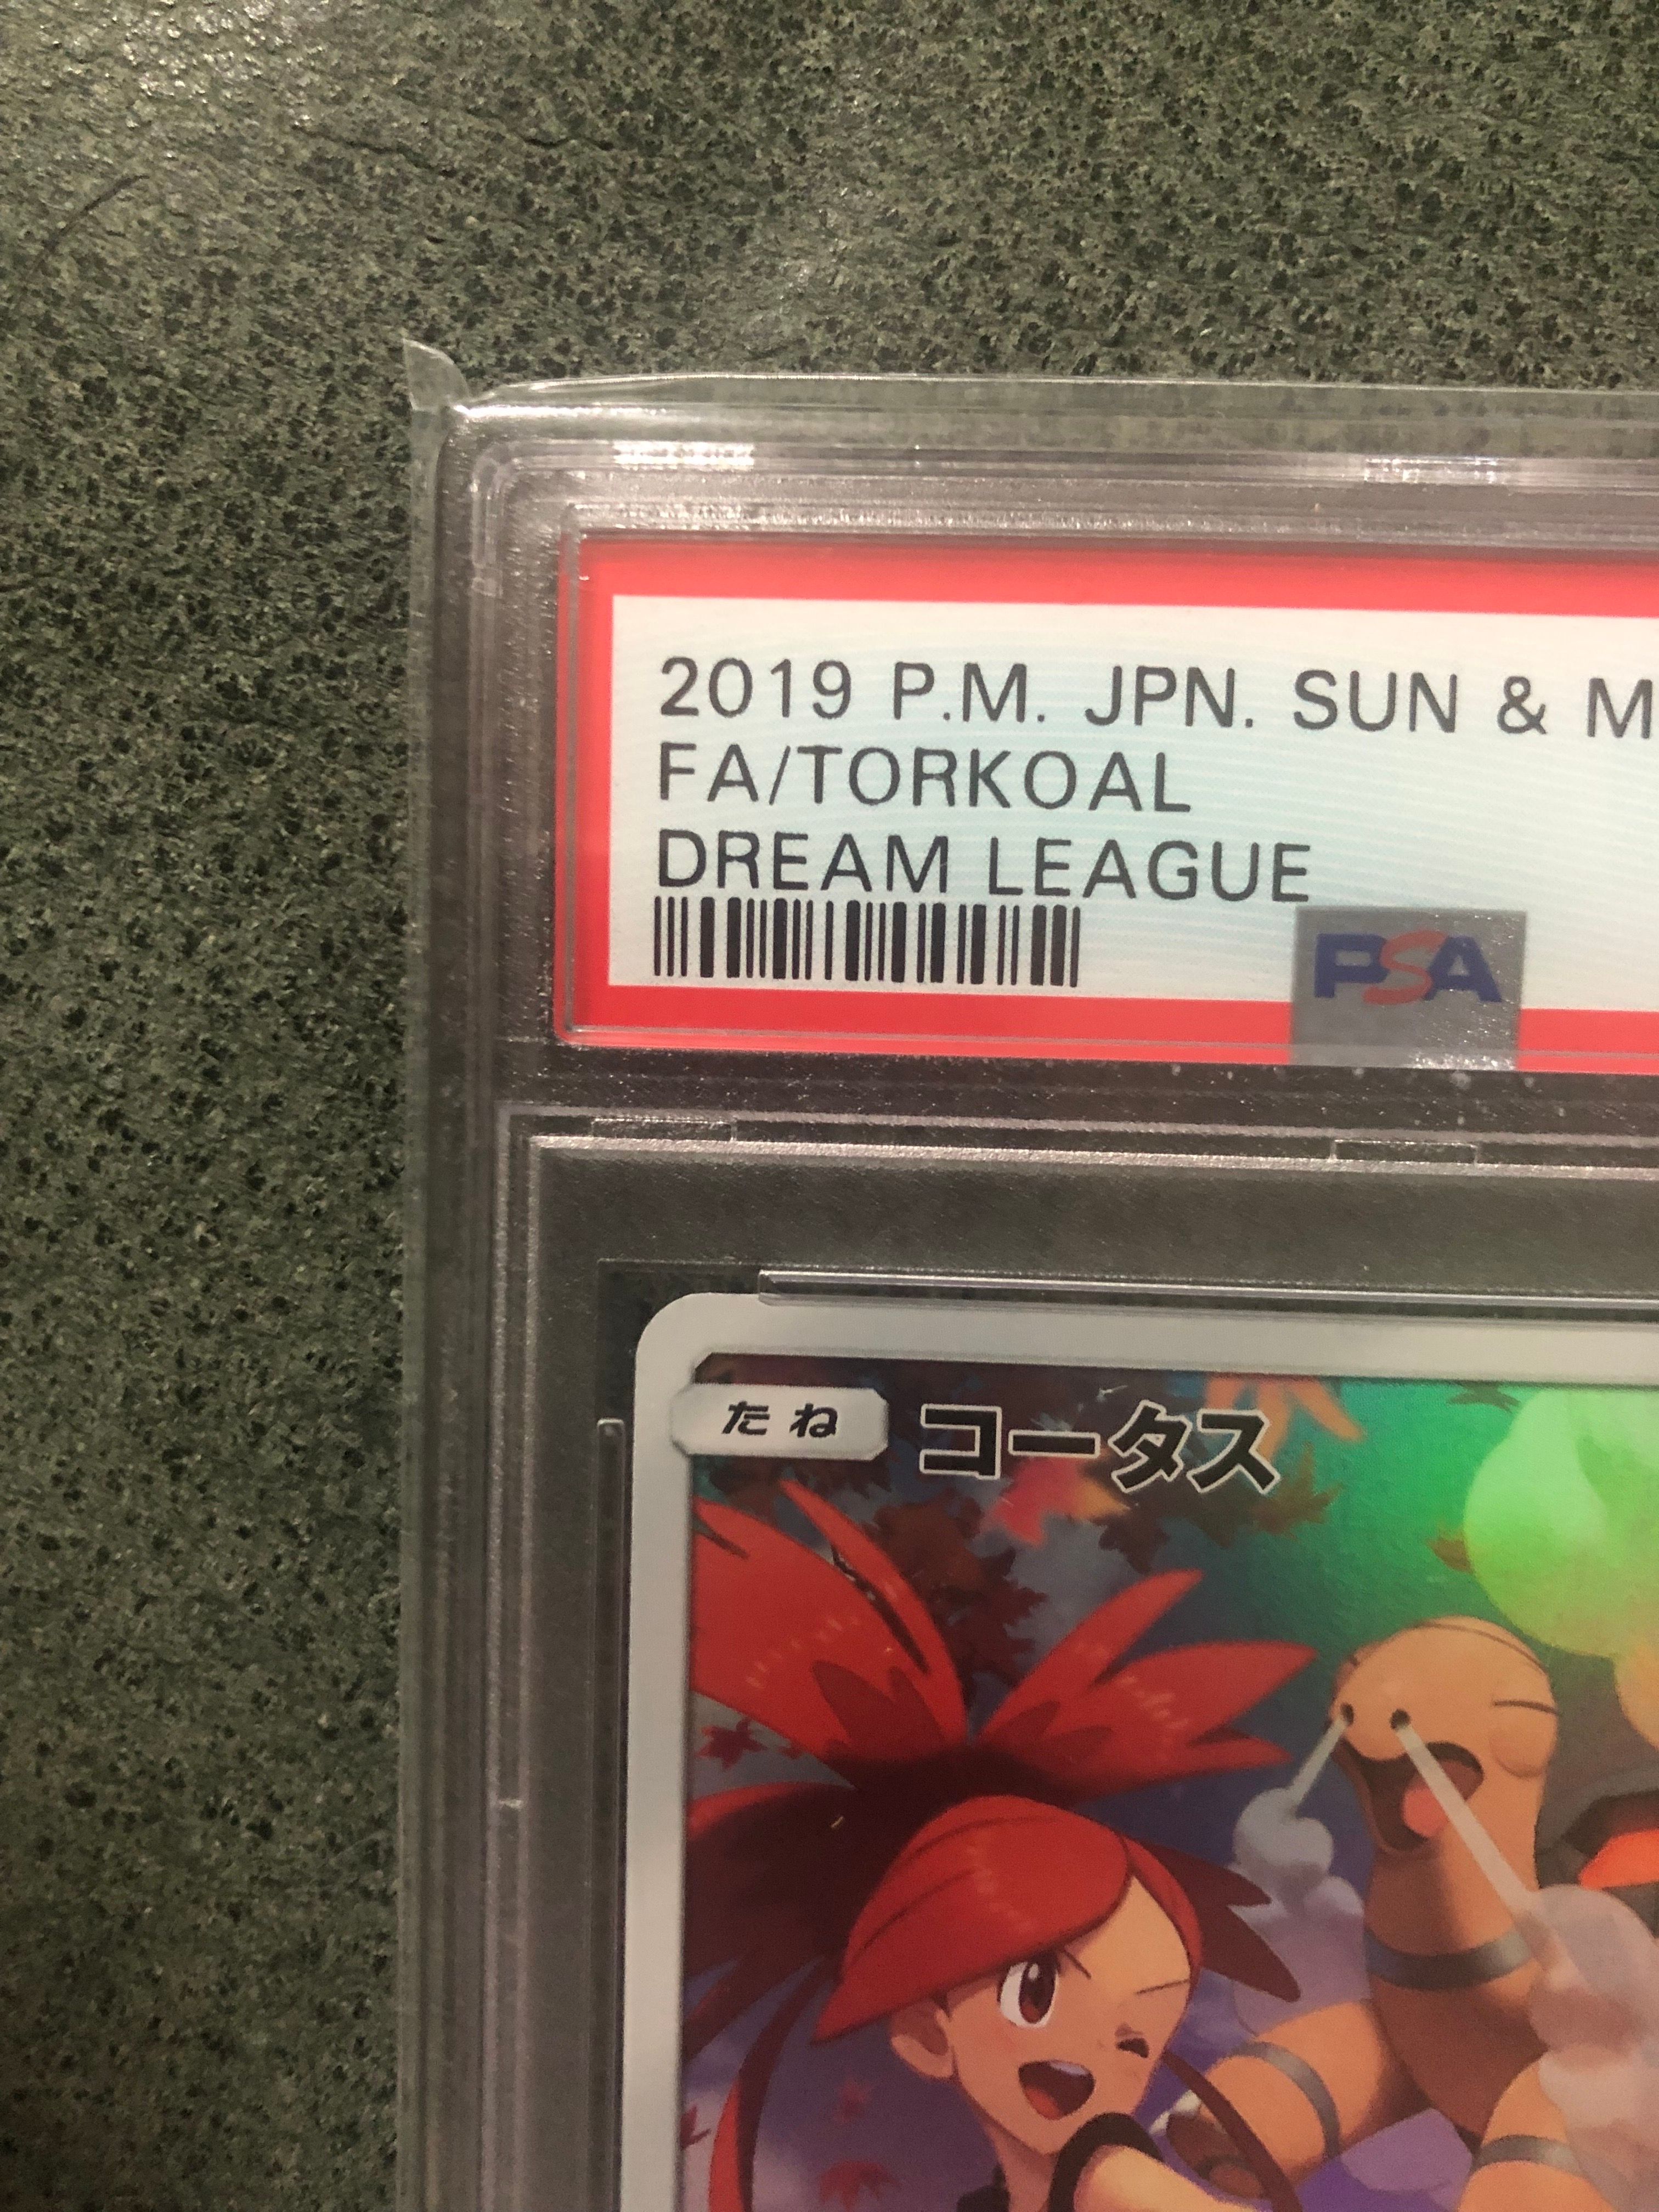 2019 P.M. JPN. SUN & M
FA/TORKOAL
DREAM LEAGUE
PSA
たね コータス